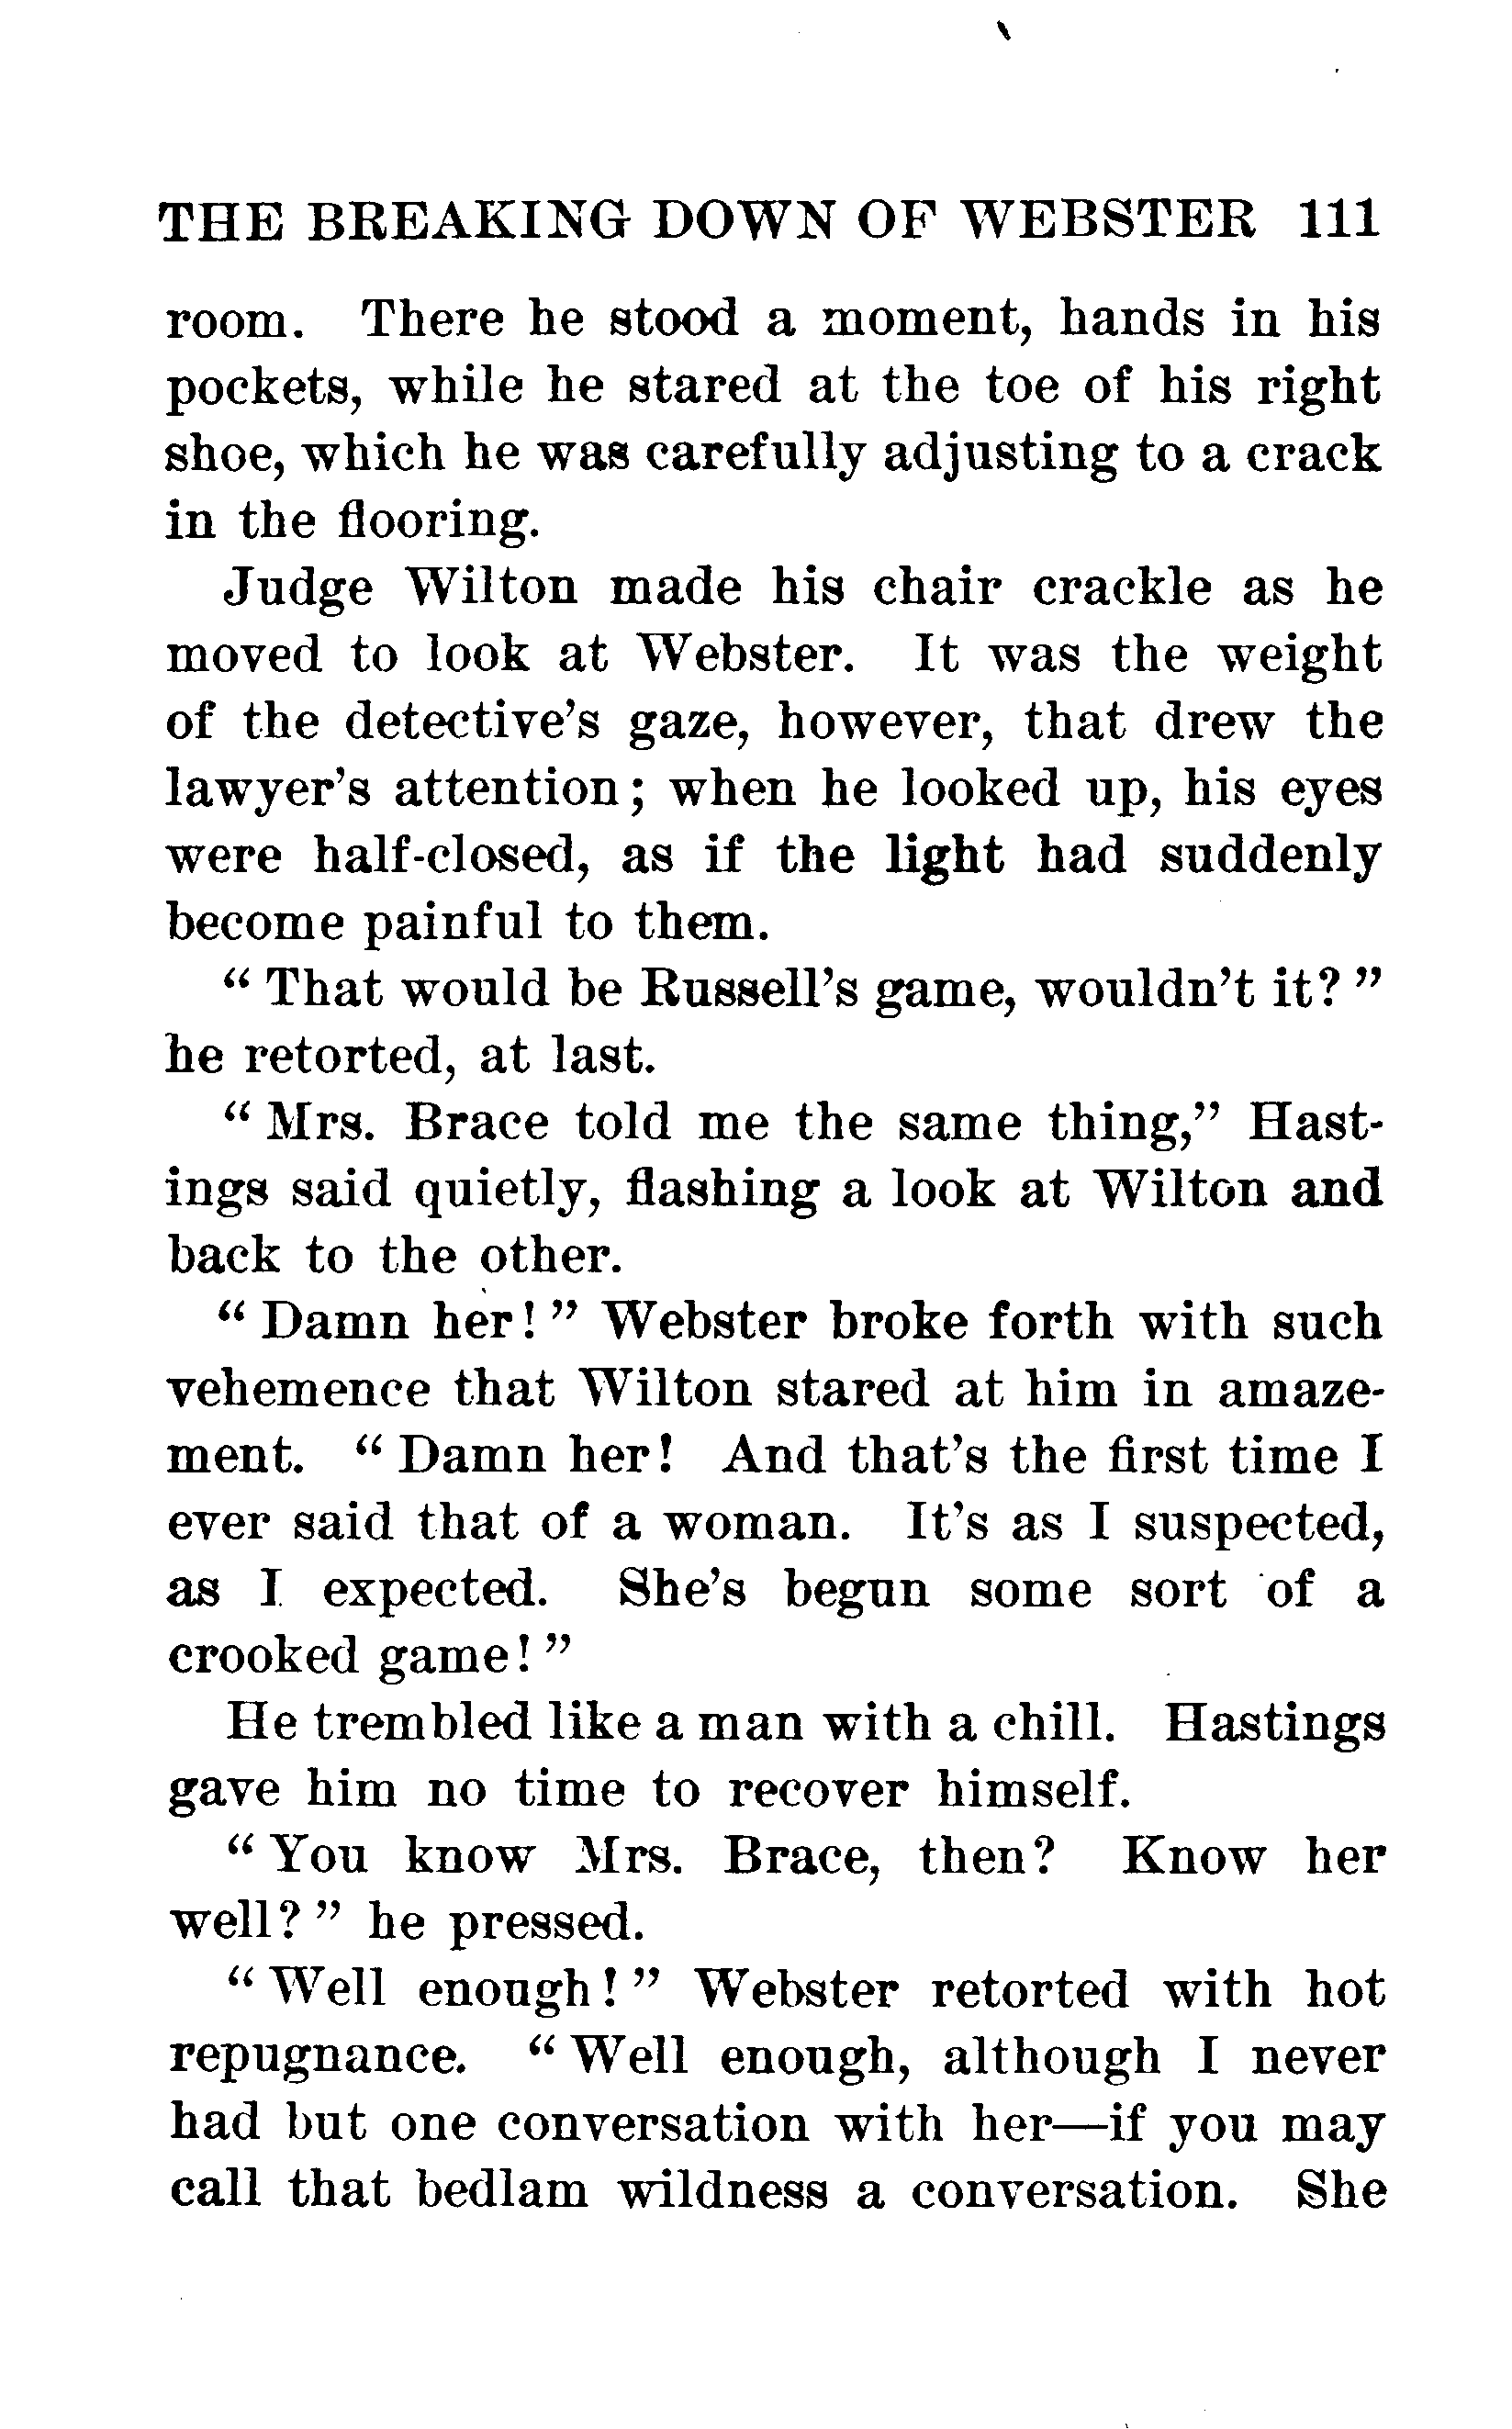 THE BREAKING DOWN OF WEBSTER 111
room. There he stood a moment, hands in his
pockets, while he stared at the toe of his right
shoe, which he was carefully adjusting to a crack
in the flooring.
Judge Wilton made his chair crackle as he
moved to look at Webster. It was the weight
of the detective's gaze, however, that drew the
lawyer's attention; when he looked up, his eyes
were half-closed, as if the light had suddenly
become painful to them.
“ That would be Russell's game, wouldn't it? ”
he retorted, at last.
“ Mrs. Brace told me the same thing,” Hast-
ings said quietly, flashing a look at Wilton and
back to the other.
“ Damn her! ” Webster broke forth with such
vehemence that Wilton stared at him in amaze-
ment. “ Damn her! And that's the first time I
ever said that of a woman. It's as I suspected,
as I expected. She's begun some sort of a
crooked game! ”
He trembled like a man with a chill. Hastings
gave him no time to recover himself.
“ You know Mrs. Brace, then? Know her
well? ” he pressed.
“ Well enough! ” Webster retorted with hot
repugnance. “ Well enough, although I never
had but one conversation with her—if you may
call that bedlam wildness a conversation. She